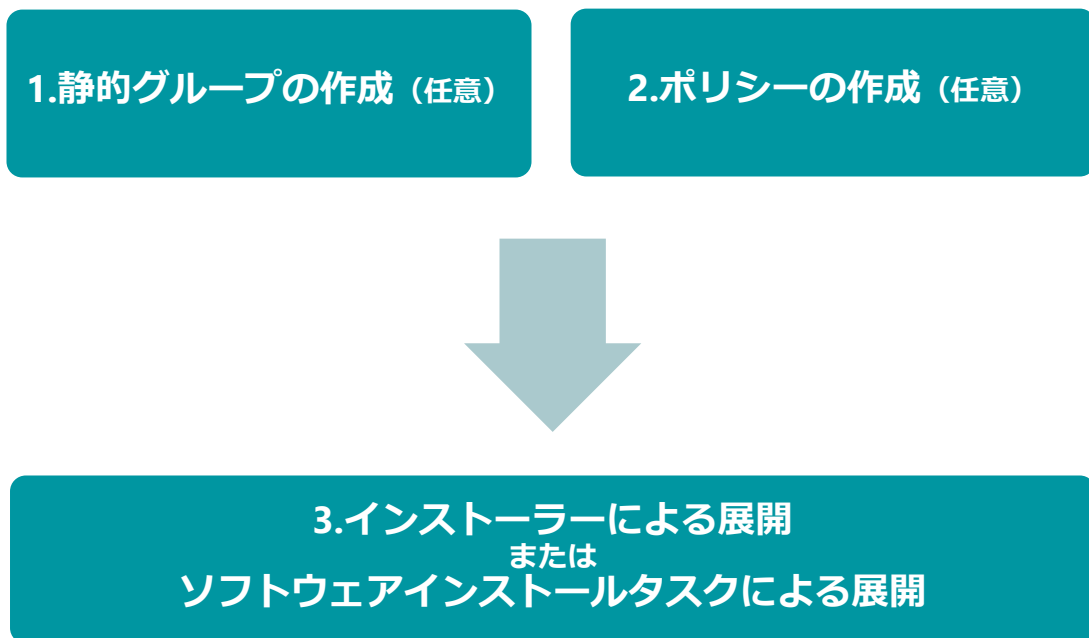 1.静的グループの作成（任意）
2.ポリシーの作成（任意）
3.インストーラーによる展開
または
ソフトウェアインストールタスクによる展開